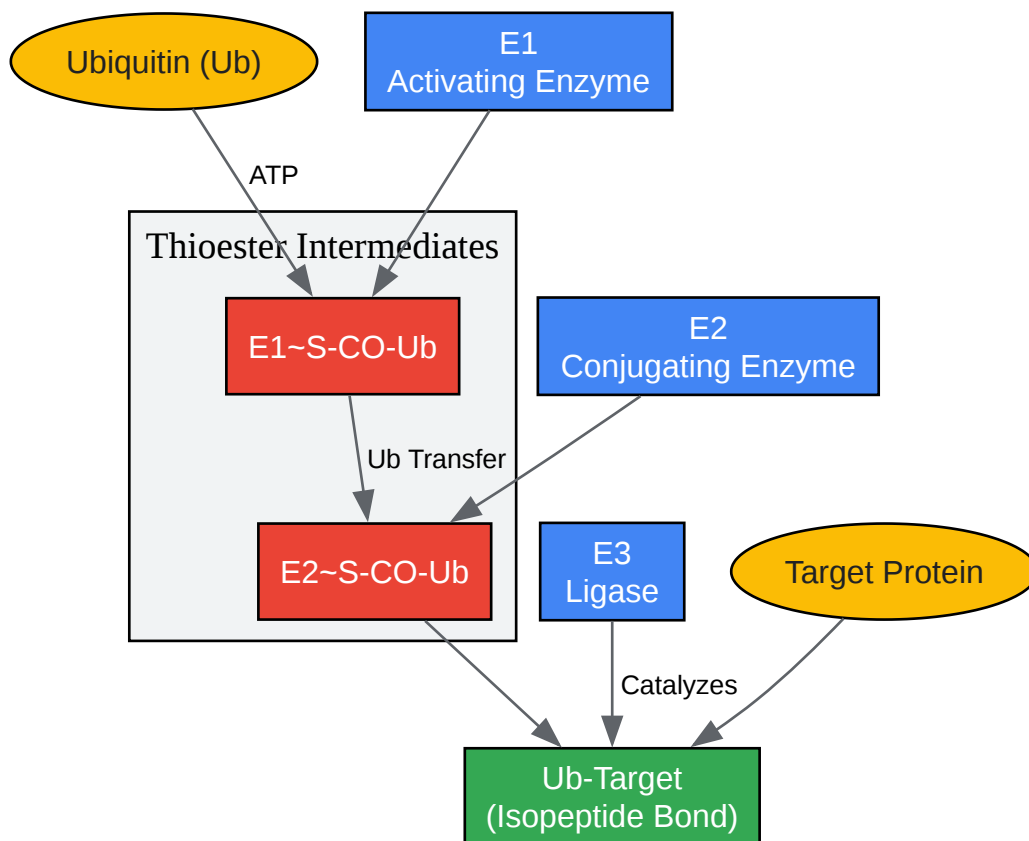 Ubiquitin (Ub)
E1
Activating Enzyme
ATP
Thioester Intermediates
E1~S-CO-Ub
E2
Conjugating Enzyme
Ub Transfer
E2~S-CO-Ub
E3
Ligase
Target Protein
Catalyzes
Ub-Target
(Isopeptide Bond)